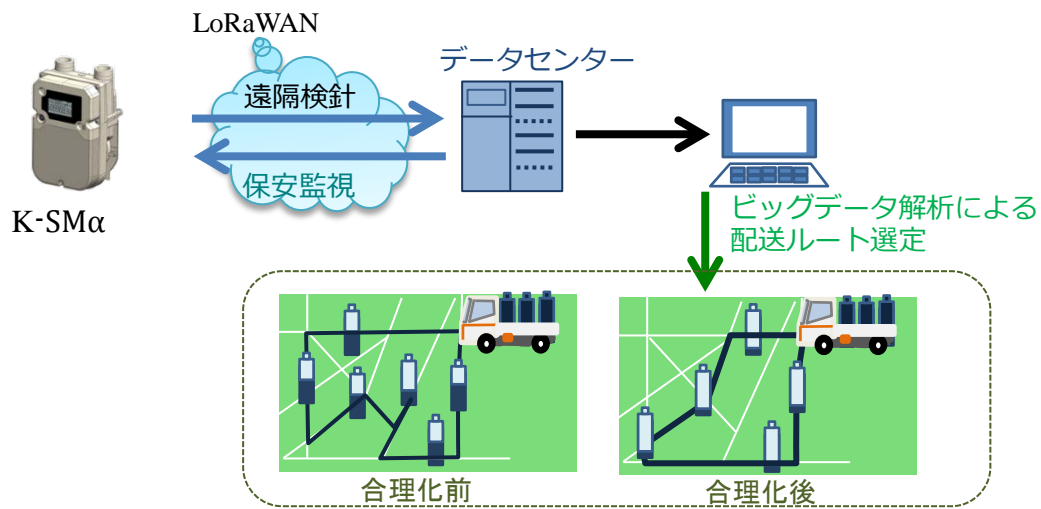 LoRaWAN
遠隔検針
保安監視
K-SMα
データセンター
ビッグデータ解析による
配送ルート選定
合理化前
合理化後